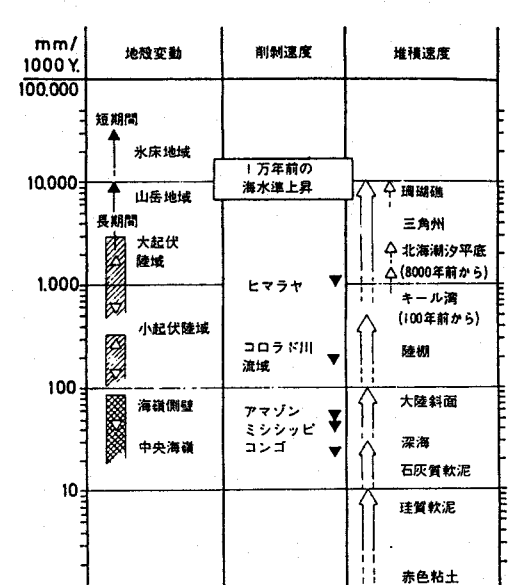 mm/
1000 Y.
地殻変動
削剥速度
堆積速度
100,000
短期間
氷床地域
1万年前の
海水準上昇
10,000
山岳地域
長期間
大起伏
陸域
珊瑚礁
三角州
北海潮汐平底
(8000年前から)
1,000
ヒマラヤ
キール湾
(100年前から)
小起伏陸域
コロラド川
流域
陸棚
100
海嶺側壁
アマゾン
ミシシッピ
コンゴ
大陸斜面
中央海嶺
深海
石灰質軟泥
10
珪質軟泥
赤色粘土